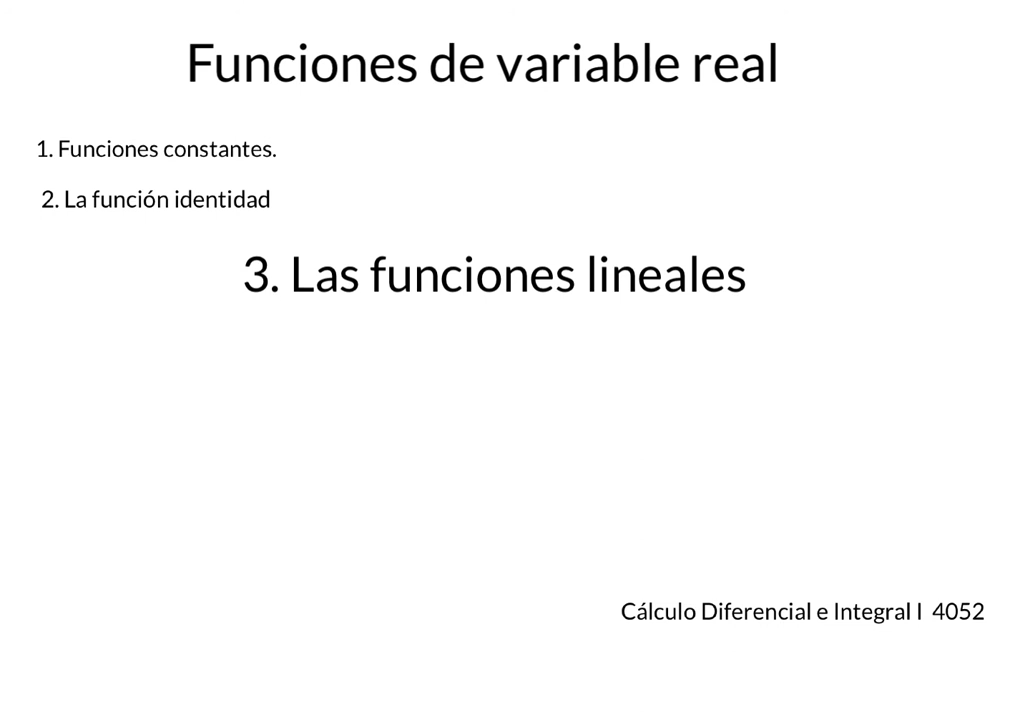 Funciones de variable real
1. Funciones constantes.
2. La función identidad
3. Las funciones lineales
Cálculo Diferencial e Integral I 4052